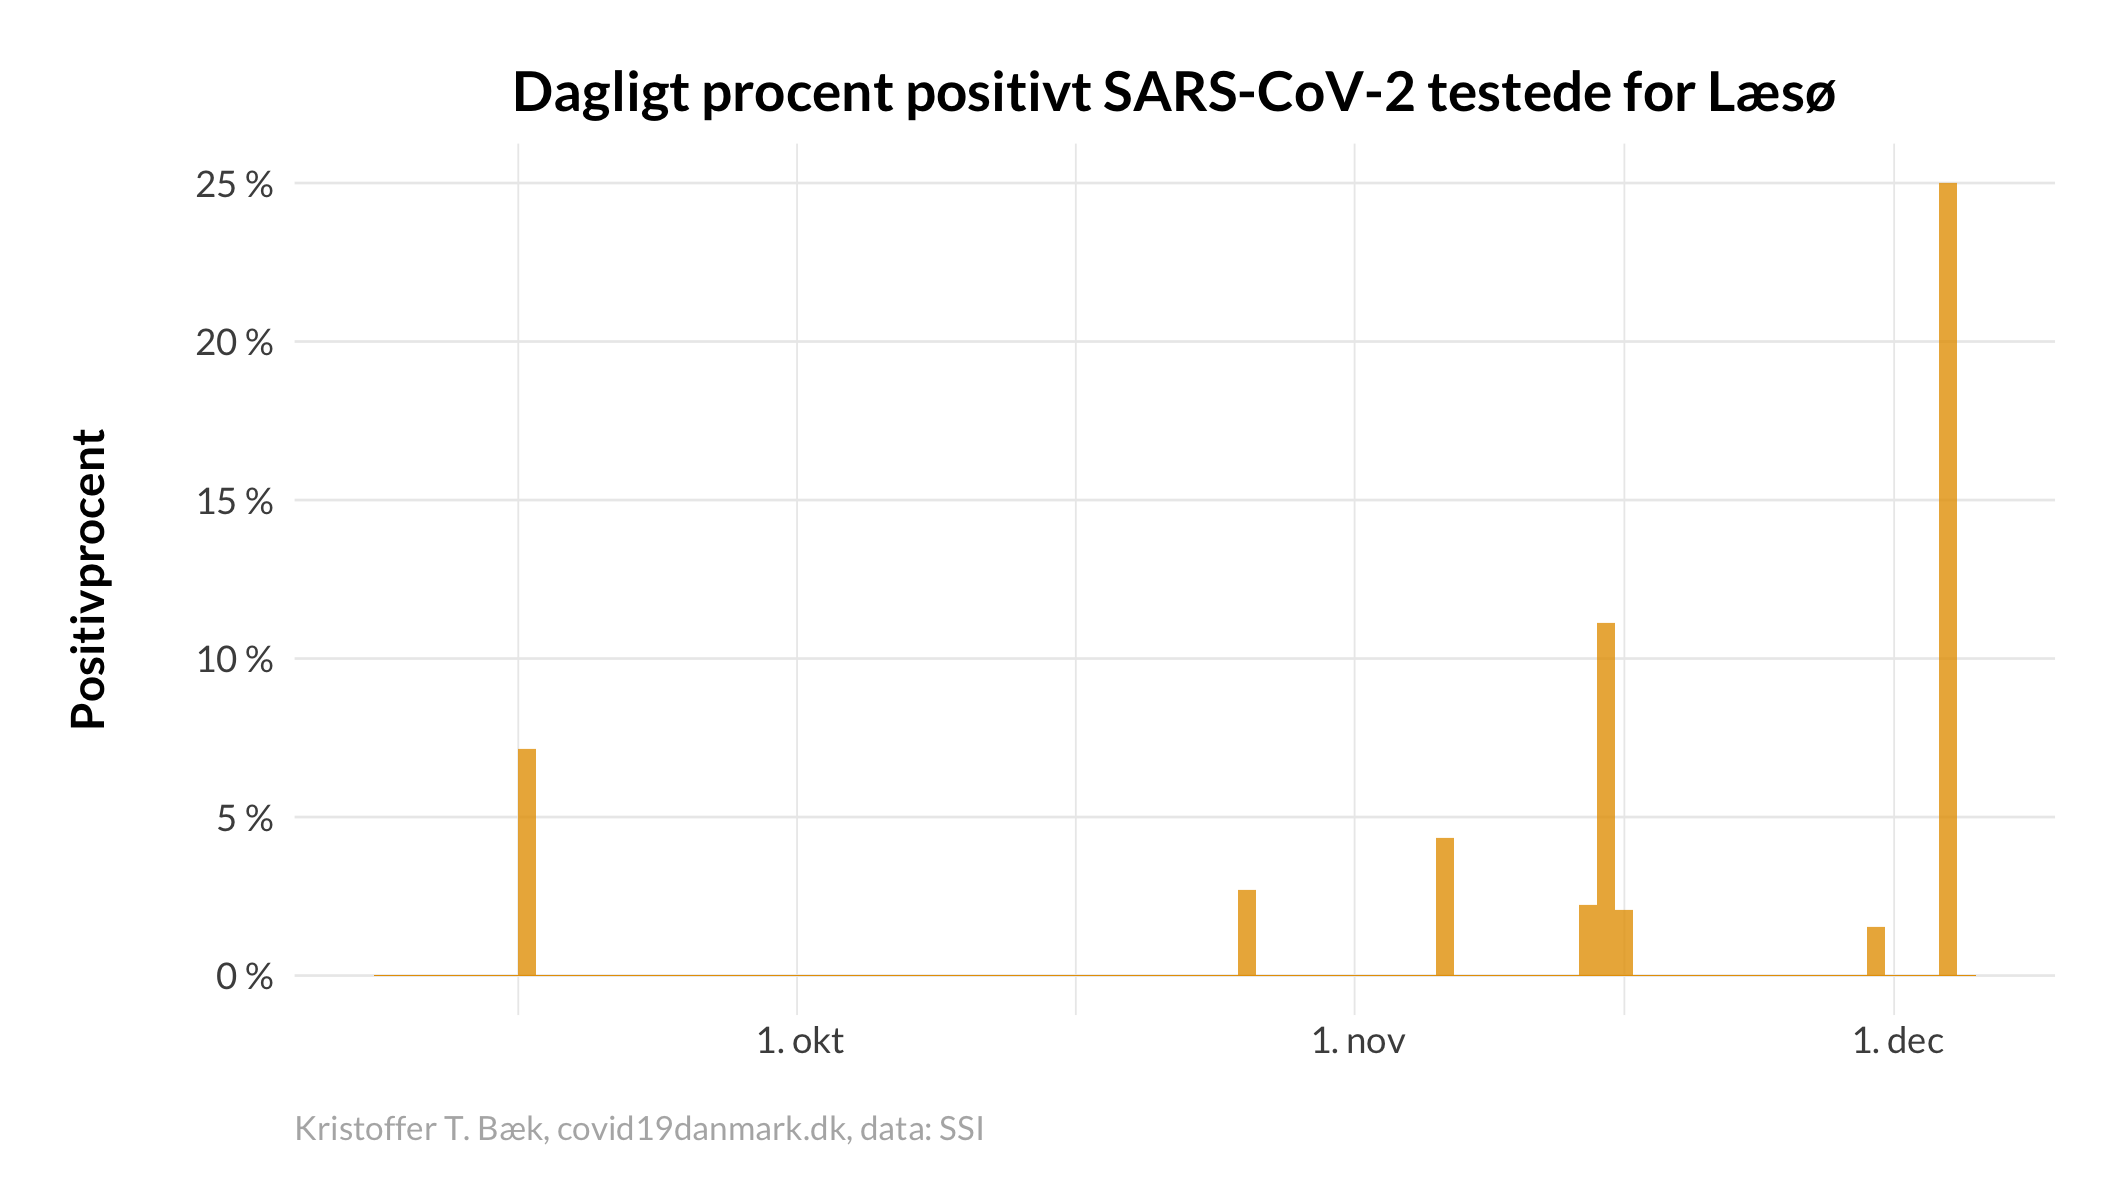 Dagligt procent positivt SARS-CoV-2 testede for Læsø
Positivprocent
25 %
20 %
15 %
10 %
5 %
0 %
1. okt
1. nov
1. dec
Kristoffer T. Bæk, covid19danmark.dk, data: SSI